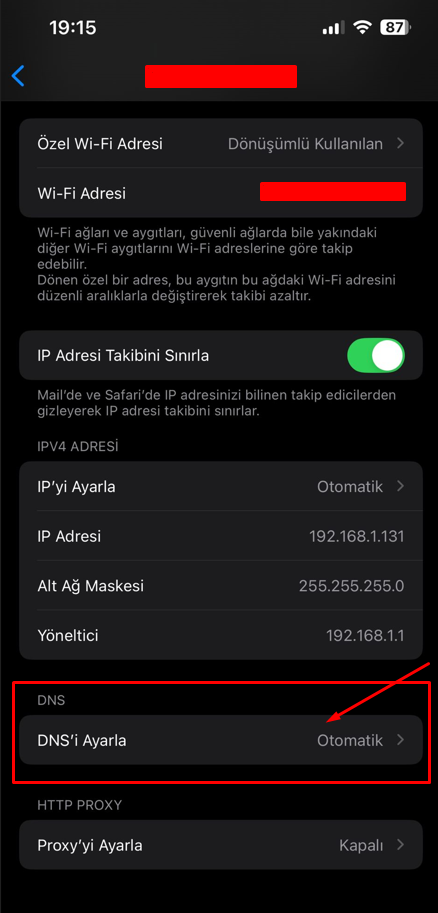 19:15
87
Özel Wi-Fi Adresi Dönüşümlü Kullanılan
Wi-Fi Adresi
Wi-Fi ağları ve aygıtları, güvenli ağlarda bile yakındaki
diğer Wi-Fi aygıtlarını Wi-Fi adreslerine göre takip
edebilir.
Dönen özel bir adres, bu aygıtın bu ağdaki Wi-Fi adresini
düzenli aralıklarla değiştirerek takibi azaltır.
IP Adresi Takibini Sınırla
Mail’de ve Safari’de IP adresinizi bilinen takip edicilerden
gizleyerek IP adresi takibini sınırlar.
IPV4 ADRESİ
IP’yi Ayarla Otomatik
IP Adresi 192.168.1.131
Alt Ağ Maskesi 255.255.255.0
Yöneltici 192.168.1.1
DNS
DNS’i Ayarla Otomatik
HTTP PROXY
Proxy’yi Ayarla Kapalı